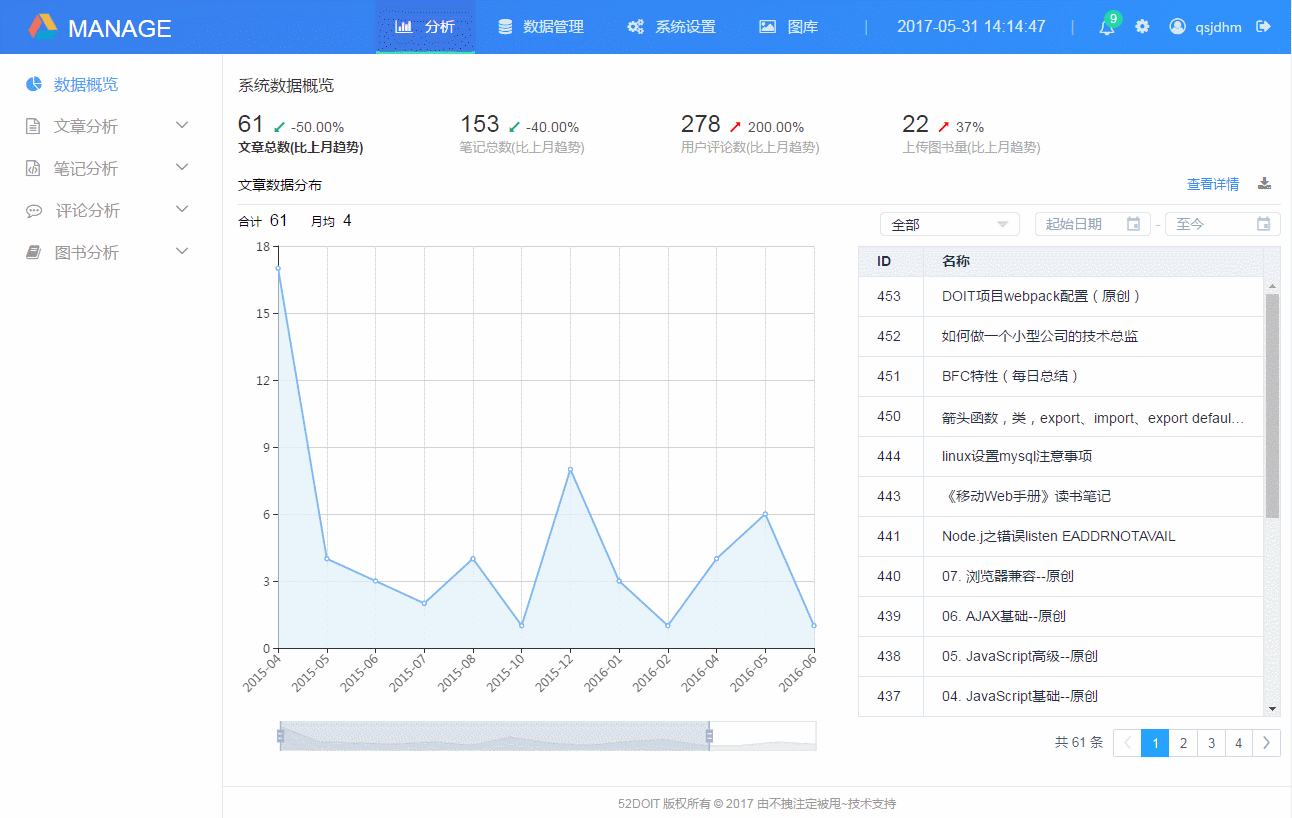 MANAGE 分析 数据管理 系统设置 图库 | 2017-05-31 14:14:47 | 9 qsjdhm
数据概览
文章分析
笔记分析
评论分析
图书分析
系统数据概览
61 -50.00% 153 -40.00% 278 200.00% 22 37%
文章总数(比上月趋势) 笔记总数(比上月趋势) 用户评论数(比上月趋势) 上传图书量(比上月趋势)
文章数据分布 查看详情
合计 61 月均 4 全部 起始日期 - 至今
18
15
12
9
6
3
0
2015-04 2015-05 2015-06 2015-07 2015-08 2015-10 2015-12 2016-01 2016-02 2016-04 2016-05 2016-06
ID 名称
453 DOIT项目webpack配置（原创）
452 如何做一个小型公司的技术总监
451 BFC特性（每日总结）
450 箭头函数，类，export、import、export defaul...
444 linux设置mysql注意事项
443 《移动Web手册》读书笔记
441 Node.j之错误listen EADDRNOTAVAIL
440 07. 浏览器兼容--原创
439 06. AJAX基础--原创
438 05. JavaScript高级--原创
437 04. JavaScript基础--原创
共 61 条 1 2 3 4
52DOIT 版权所有 © 2017 由不拽注定被甩~技术支持